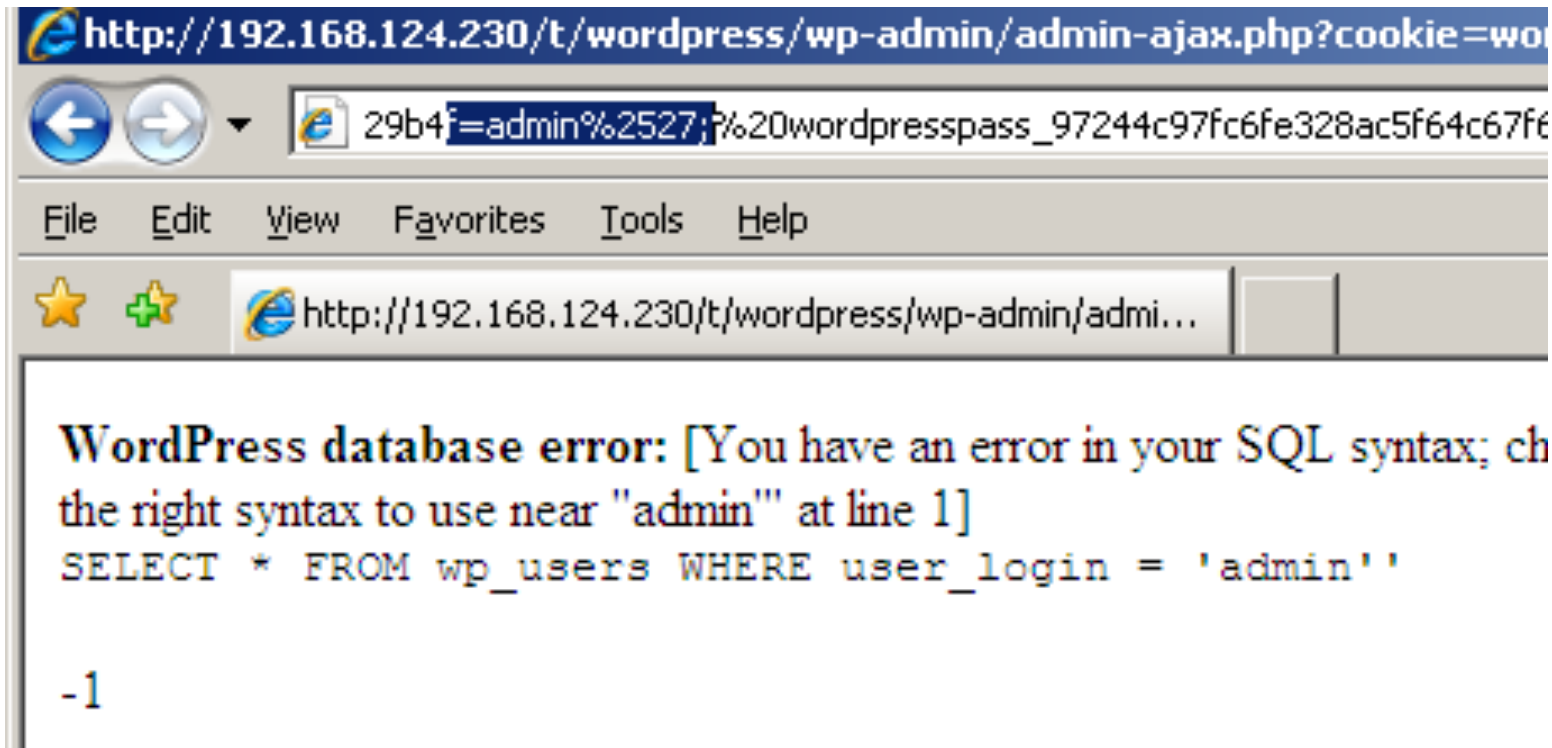 http://192.168.124.230/t/wordpress/wp-admin/admin-ajax.php?cookie=wor
29b4f=admin%2527;%20wordpresspass_97244c97fc6fe328ac5f64c67f6
File Edit View Favorites Tools Help
http://192.168.124.230/t/wordpress/wp-admin/admi...
WordPress database error: [You have an error in your SQL syntax; ch
the right syntax to use near "admin'" at line 1]
SELECT * FROM wp_users WHERE user_login = 'admin''
-1